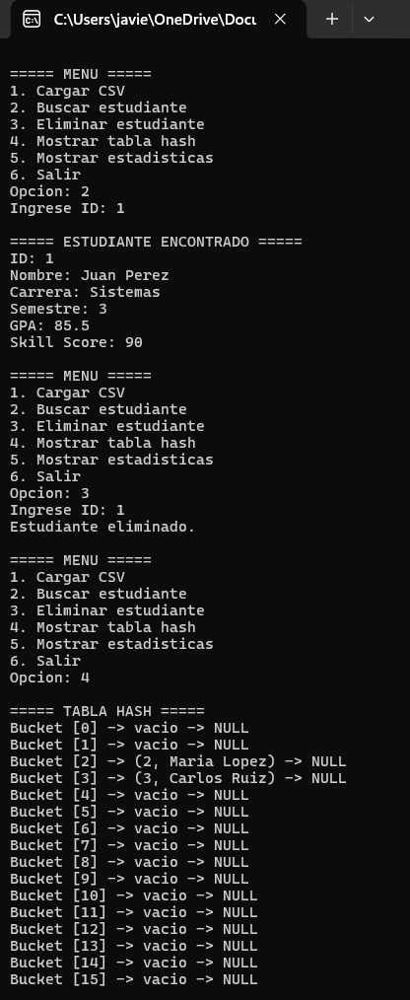 C:\Users\javie\OneDrive\Docu
===== MENU =====
1. Cargar CSV
2. Buscar estudiante
3. Eliminar estudiante
4. Mostrar tabla hash
5. Mostrar estadisticas
6. Salir
Opcion: 2
Ingrese ID: 1
===== ESTUDIANTE ENCONTRADO =====
ID: 1
Nombre: Juan Perez
Carrera: Sistemas
Semestre: 3
GPA: 85.5
Skill Score: 90
===== MENU =====
1. Cargar CSV
2. Buscar estudiante
3. Eliminar estudiante
4. Mostrar tabla hash
5. Mostrar estadisticas
6. Salir
Opcion: 3
Ingrese ID: 1
Estudiante eliminado.
===== MENU =====
1. Cargar CSV
2. Buscar estudiante
3. Eliminar estudiante
4. Mostrar tabla hash
5. Mostrar estadisticas
6. Salir
Opcion: 4
===== TABLA HASH =====
Bucket [0] -> vacio -> NULL
Bucket [1] -> vacio -> NULL
Bucket [2] -> (2, Maria Lopez) -> NULL
Bucket [3] -> (3, Carlos Ruiz) -> NULL
Bucket [4] -> vacio -> NULL
Bucket [5] -> vacio -> NULL
Bucket [6] -> vacio -> NULL
Bucket [7] -> vacio -> NULL
Bucket [8] -> vacio -> NULL
Bucket [9] -> vacio -> NULL
Bucket [10] -> vacio -> NULL
Bucket [11] -> vacio -> NULL
Bucket [12] -> vacio -> NULL
Bucket [13] -> vacio -> NULL
Bucket [14] -> vacio -> NULL
Bucket [15] -> vacio -> NULL